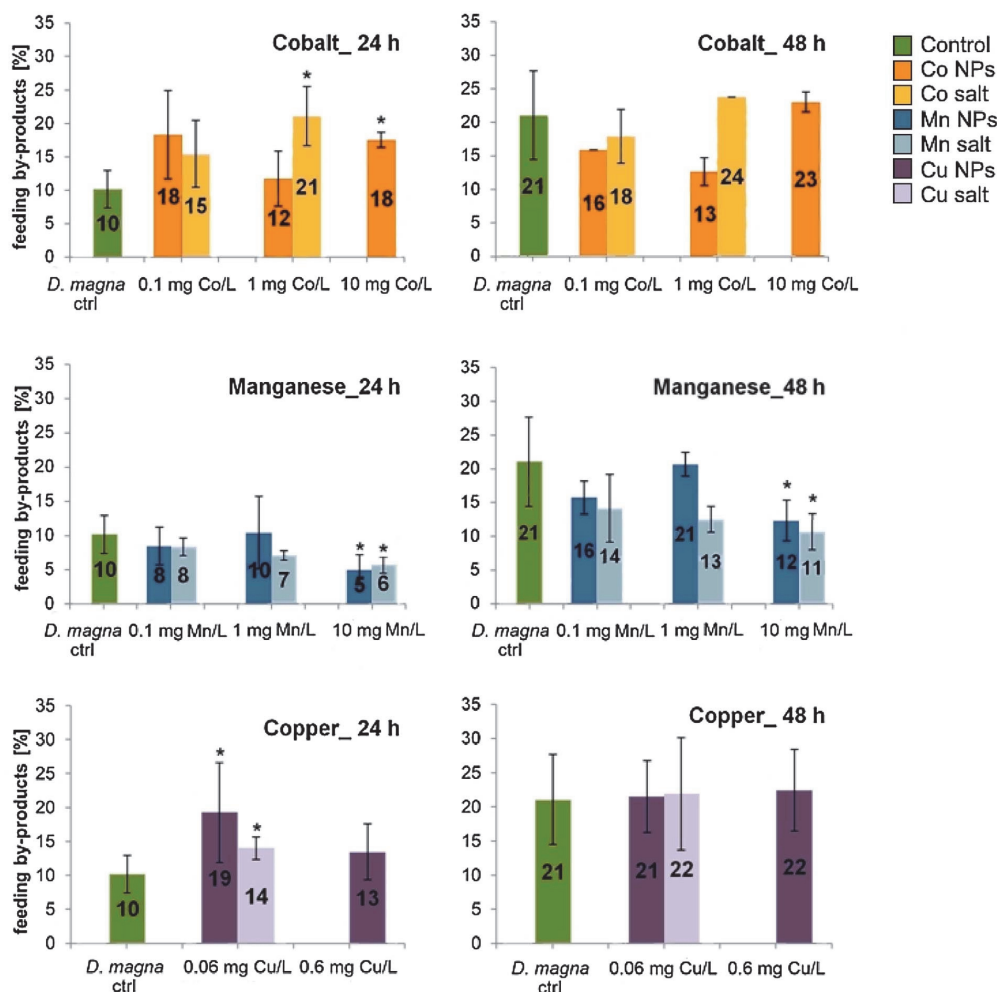 feeding by-products [%]
35
30
25
20
15
10
5
0
Cobalt_ 24 h
*
*
10
18
15
12
21
18
D. magna ctrl
0.1 mg Co/L
1 mg Co/L
10 mg Co/L
35
30
25
20
15
10
5
0
Cobalt_ 48 h
21
16
18
13
24
23
D. magna ctrl
0.1 mg Co/L
1 mg Co/L
10 mg Co/L
Control
Co NPs
Co salt
Mn NPs
Mn salt
Cu NPs
Cu salt
feeding by-products [%]
35
30
25
20
15
10
5
0
Manganese_24 h
*
*
10
8
8
10
7
5
6
D. magna ctrl
0.1 mg Mn/L
1 mg Mn/L
10 mg Mn/L
35
30
25
20
15
10
5
0
Manganese_48 h
*
*
21
16
14
21
13
12
11
D. magna ctrl
0.1 mg Mn/L
1 mg Mn/L
10 mg Mn/L
feeding by-products [%]
35
30
25
20
15
10
5
0
Copper_ 24 h
*
*
10
19
14
13
D. magna ctrl
0.06 mg Cu/L
0.6 mg Cu/L
35
30
25
20
15
10
5
0
Copper_ 48 h
21
21
22
22
D. magna ctrl
0.06 mg Cu/L
0.6 mg Cu/L